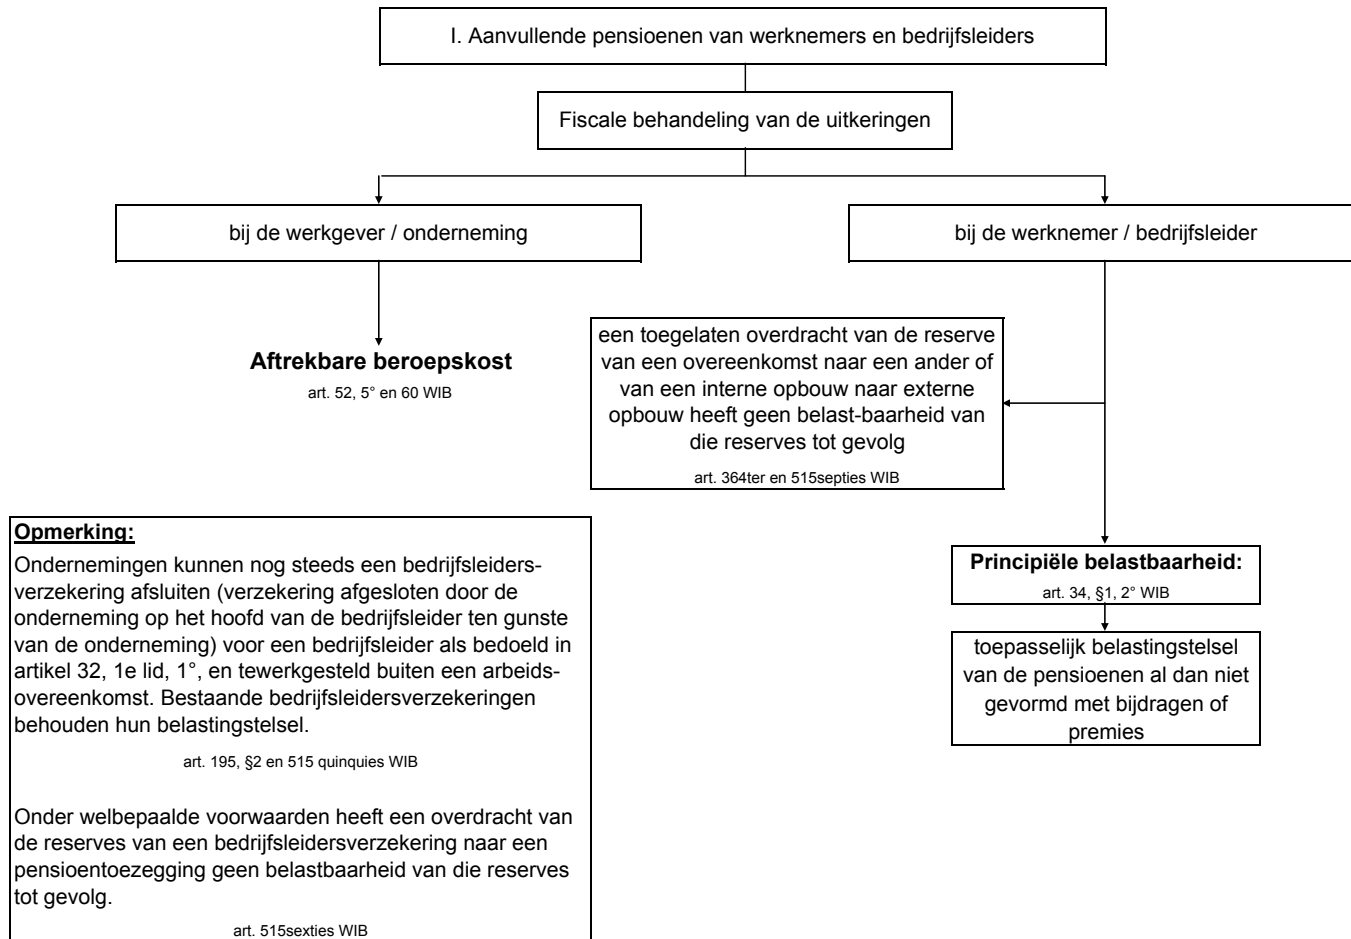 I. Aanvullende pensioenen van werknemers en bedrijfsleiders
Fiscale behandeling van de uitkeringen
bij de werkgever / onderneming
bij de werknemer / bedrijfsleider
Aftrekbare beroepskost
art. 52, 5° en 60 WIB
een toegelaten overdracht van de reserve
van een overeenkomst naar een ander of
van een interne opbouw naar externe
opbouw heeft geen belast-baarheid van
die reserves tot gevolg
art. 364ter en 515septies WIB
Opmerking:
Ondernemingen kunnen nog steeds een bedrijfsleiders-
verzekering afsluiten (verzekering afgesloten door de
onderneming op het hoofd van de bedrijfsleider ten gunste
van de onderneming) voor een bedrijfsleider als bedoeld in
artikel 32, 1e lid, 1°, en tewerkgesteld buiten een arbeids-
overeenkomst. Bestaande bedrijfsleidersverzekeringen
behouden hun belastingstelsel.
art. 195, §2 en 515 quinquies WIB
Onder welbepaalde voorwaarden heeft een overdracht van
de reserves van een bedrijfsleidersverzekering naar een
pensioentoezegging geen belastbaarheid van die reserves
tot gevolg.
art. 515sexties WIB
Principiële belastbaarheid:
art. 34, §1, 2° WIB
toepasselijk belastingstelsel
van de pensioenen al dan niet
gevormd met bijdragen of
premies